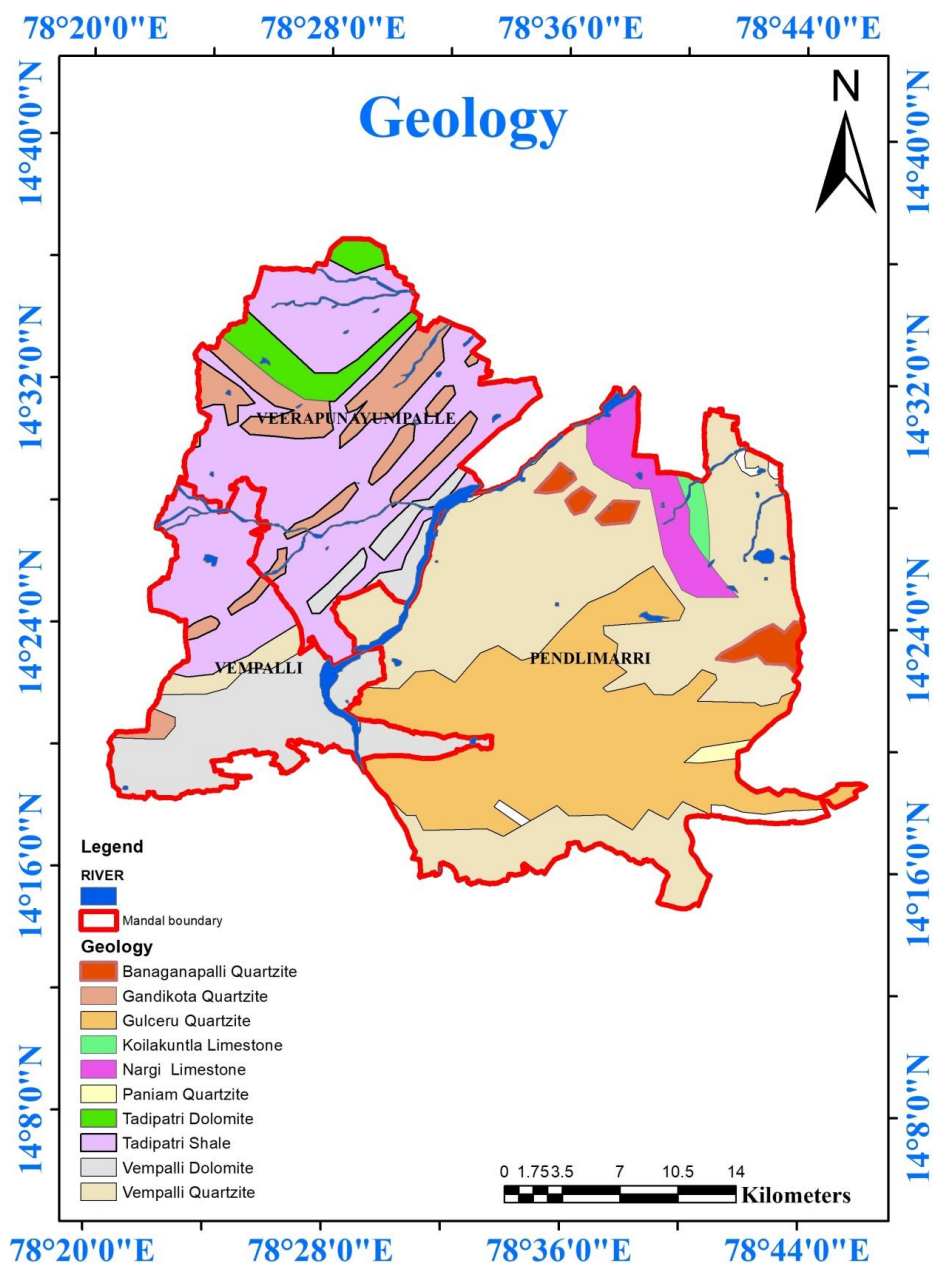 78°20'0"E 78°28'0"E 78°36'0"E 78°44'0"E
Geology
N
14°40'0"N 14°40'0"N
14°32'0"N 14°32'0"N
VEERAPUNAYUNIPALLE
14°24'0"N 14°24'0"N
VEMPALLI PENDLIMARRI
14°16'0"N 14°16'0"N
Legend
RIVER
Mandal boundary
Geology
Banaganapalli Quartzite
Gandikota Quartzite
Gulceru Quartzite
Koilakuntla Limestone
Nargi Limestone
Paniam Quartzite
Tadipatri Dolomite
Tadipatri Shale
Vempalli Dolomite
Vempalli Quartzite
14°8'0"N 14°8'0"N
0 1.75 3.5 7 10.5 14
Kilometers
78°20'0"E 78°28'0"E 78°36'0"E 78°44'0"E